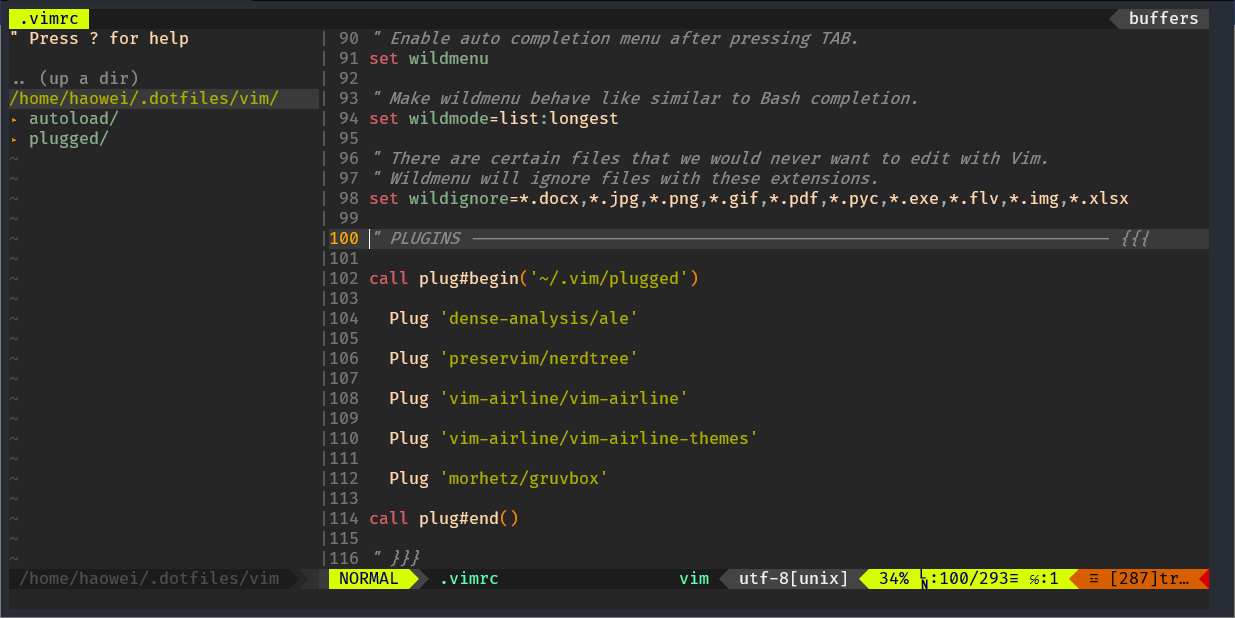 .vimrc buffers
" Press ? for help
.. (up a dir)
/home/haowei/.dotfiles/vim/
▸ autoload/
▸ plugged/
90 " Enable auto completion menu after pressing TAB.
91 set wildmenu
92
93 " Make wildmenu behave like similar to Bash completion.
94 set wildmode=list:longest
95
96 " There are certain files that we would never want to edit with Vim.
97 " Wildmenu will ignore files with these extensions.
98 set wildignore=*.docx,*.jpg,*.png,*.gif,*.pdf,*.pyc,*.exe,*.flv,*.img,*.xlsx
99
100 " PLUGINS ---------------------------------------------------------------- {{{
101
102 call plug#begin('~/.vim/plugged')
103
104 Plug 'dense-analysis/ale'
105
106 Plug 'preservim/nerdtree'
107
108 Plug 'vim-airline/vim-airline'
109
110 Plug 'vim-airline/vim-airline-themes'
111
112 Plug 'morhetz/gruvbox'
113
114 call plug#end()
115
116 " }}}
/home/haowei/.dotfiles/vim NORMAL .vimrc vim utf-8[unix] 34% ␤:100/293≡ ℅:1 ≡ [287]tr…